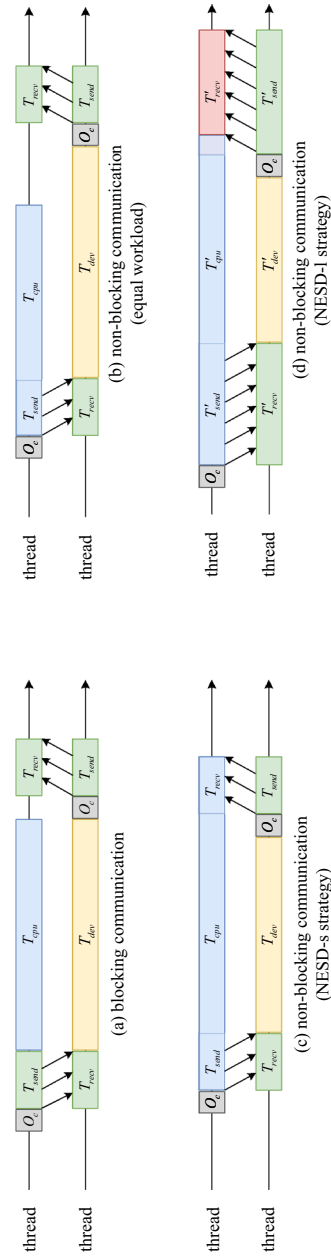 thread
O_c
T_send
T_cpu
T_recv
thread
T_recv
T_dev
O_c
T_send
(a) blocking communication
thread
O_c
T_send
T_cpu
T_recv
thread
T_recv
T_dev
O_c
T_send
(b) non-blocking communication
(equal workload)
thread
O_c
T_send
T_cpu
T_recv
thread
T_recv
T_dev
O_c
T_send
(c) non-blocking communication
(NESD-s strategy)
thread
O_c
T'_send
T'_cpu
T'_recv
thread
T'_recv
T'_dev
O_c
T'_send
(d) non-blocking communication
(NESD-l strategy)